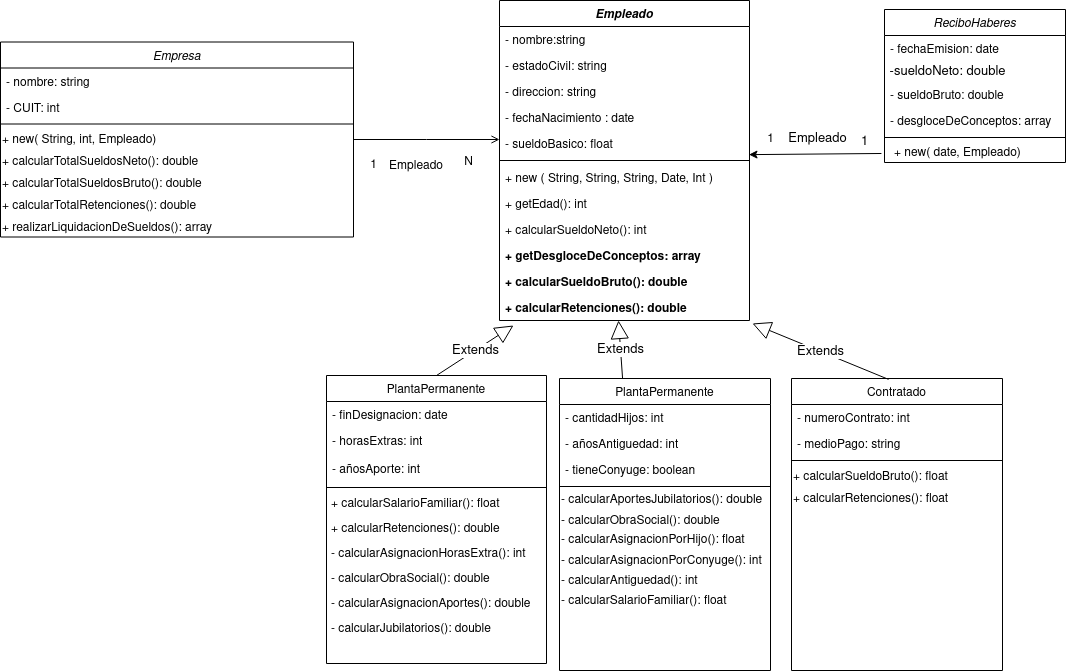 Empresa
- nombre: string
- CUIT: int
+ new( String, int, Empleado)
+ calcularTotalSueldosNeto(): double
+ calcularTotalSueldosBruto(): double
+ calcularTotalRetenciones(): double
+ realizarLiquidacionDeSueldos(): array
1 Empleado N
Empleado
- nombre:string
- estadoCivil: string
- direccion: string
- fechaNacimiento : date
- sueldoBasico: float
+ new ( String, String, String, Date, Int )
+ getEdad(): int
+ calcularSueldoNeto(): int
+ getDesgloceDeConceptos: array
+ calcularSueldoBruto(): double
+ calcularRetenciones(): double
1 Empleado 1
ReciboHaberes
- fechaEmision: date
-sueldoNeto: double
- sueldoBruto: double
- desgloceDeConceptos: array
+ new( date, Empleado)
Extends
Extends
Extends
PlantaPermanente
- finDesignacion: date
- horasExtras: int
- añosAporte: int
+ calcularSalarioFamiliar(): float
+ calcularRetenciones(): double
- calcularAsignacionHorasExtra(): int
- calcularObraSocial(): double
- calcularAsignacionAportes(): double
- calcularJubilatorios(): double
PlantaPermanente
- cantidadHijos: int
- añosAntiguedad: int
- tieneConyuge: boolean
- calcularAportesJubilatorios(): double
- calcularObraSocial(): double
- calcularAsignacionPorHijo(): float
- calcularAsignacionPorConyuge(): int
- calcularAntiguedad(): int
- calcularSalarioFamiliar(): float
Contratado
- numeroContrato: int
- medioPago: string
+ calcularSueldoBruto(): float
+ calcularRetenciones(): float